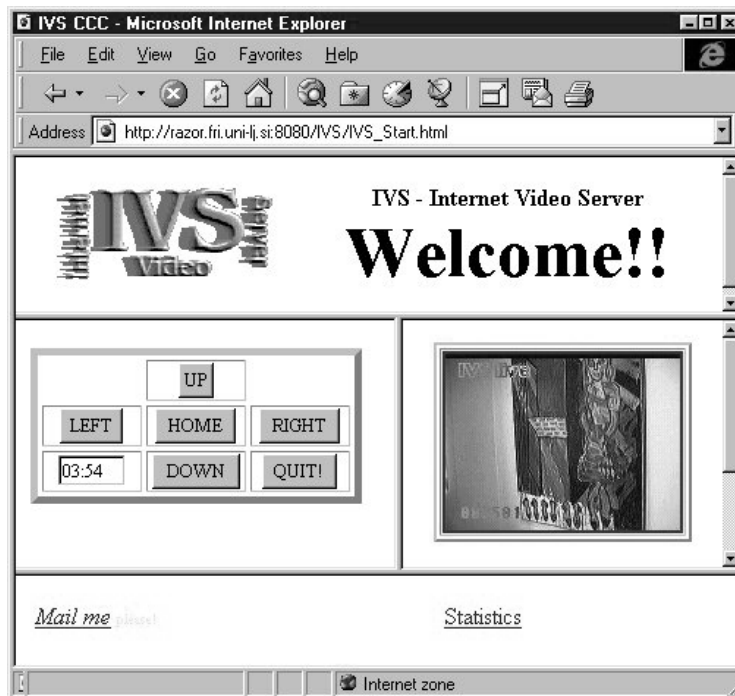 IVS CCC - Microsoft Internet Explorer
File Edit View Go Favorites Help
Address http://razor.fri.uni-lj.si:8080/IVS/IVS_Start.html
IVS
Video
IVS - Internet Video Server
Welcome!!
UP
LEFT HOME RIGHT
03:54 DOWN QUIT!
IVS live
Mail me please!
Statistics
Internet zone